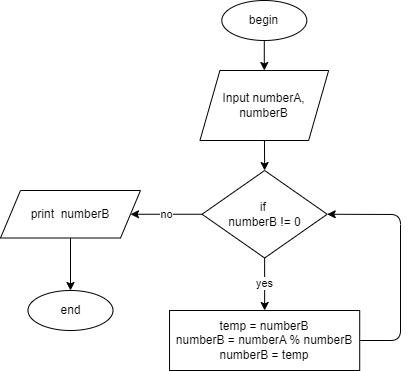 begin
Input numberA,
numberB
if
numberB != 0
no
print  numberB
end
yes
temp = numberB
numberB = numberA % numberB
numberB = temp